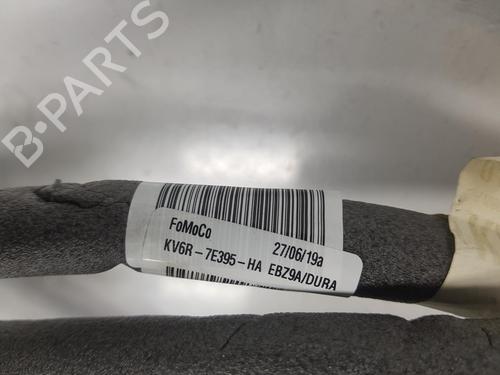 B-PARTS
FoMoCo 27/06/19a
KV6R-7E395-HA EBZ9A/DURA